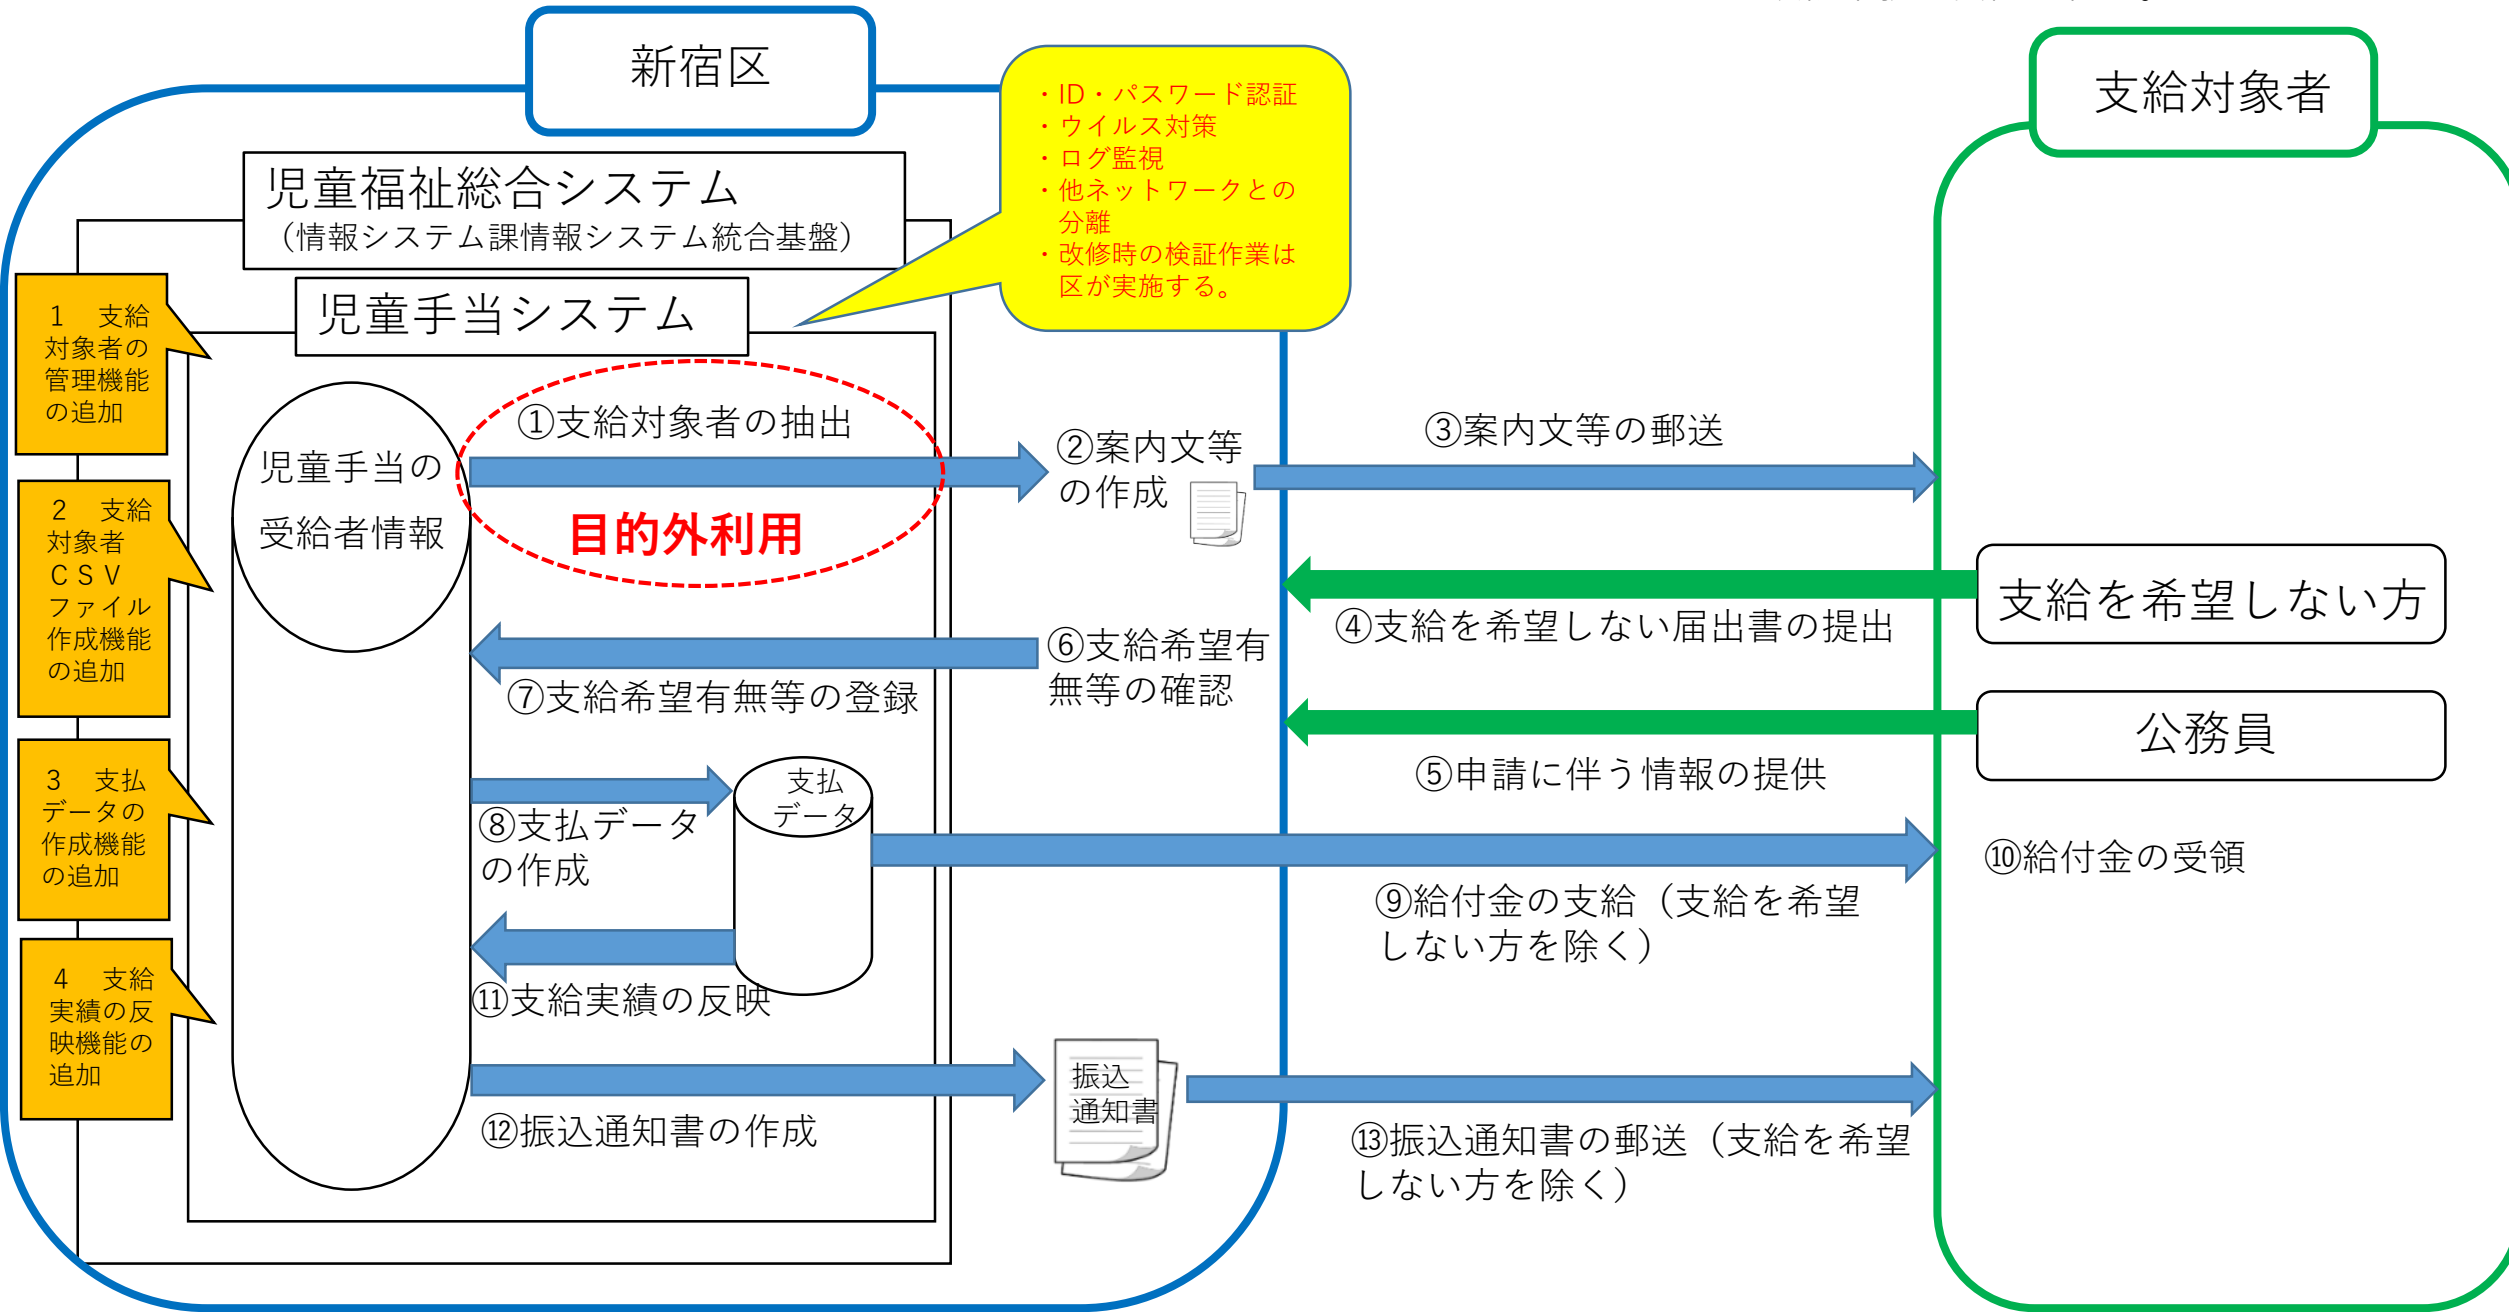 新宿区
支給対象者
・ID・パスワード認証
・ウイルス対策
・ログ監視
・他ネットワークとの
分離
・改修時の検証作業は
区が実施する。
児童福祉総合システム
（情報システム課情報システム統合基盤）
児童手当システム
１　支給
対象者の
管理機能
の追加
２　支給
対象者
ＣＳＶ
ファイル
作成機能
の追加
３　支払
データの
作成機能
の追加
４　支給
実績の反
映機能の
追加
児童手当の
受給者情報
①支給対象者の抽出
目的外利用
②案内文等
の作成
③案内文等の郵送
支給を希望しない方
④支給を希望しない届出書の提出
⑥支給希望有
無等の確認
⑦支給希望有無等の登録
公務員
⑤申請に伴う情報の提供
支払
データ
⑧支払データ
の作成
⑩給付金の受領
⑨給付金の支給（支給を希望
しない方を除く）
⑪支給実績の反映
振込
通知書
⑫振込通知書の作成
⑬振込通知書の郵送（支給を希望
しない方を除く）